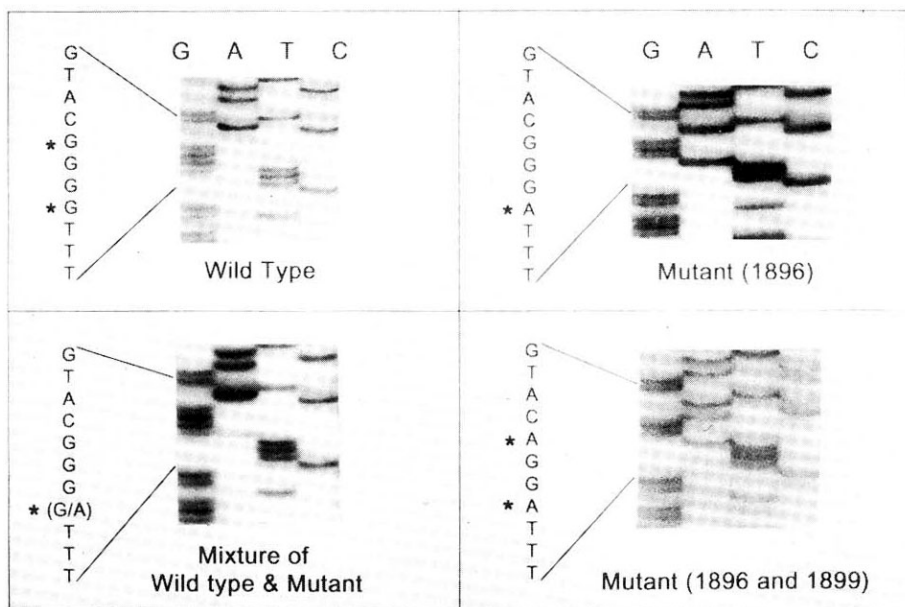 G A T C
G
T
A
C
* G
G
G
* G
T
T
T
Wild Type
G A T C
G
T
A
C
G
G
G
* A
T
T
T
Mutant (1896)
G
T
A
C
G
G
G
* (G/A)
T
T
T
Mixture of
Wild type & Mutant
G
T
A
C
* A
G
G
* A
T
T
T
Mutant (1896 and 1899)